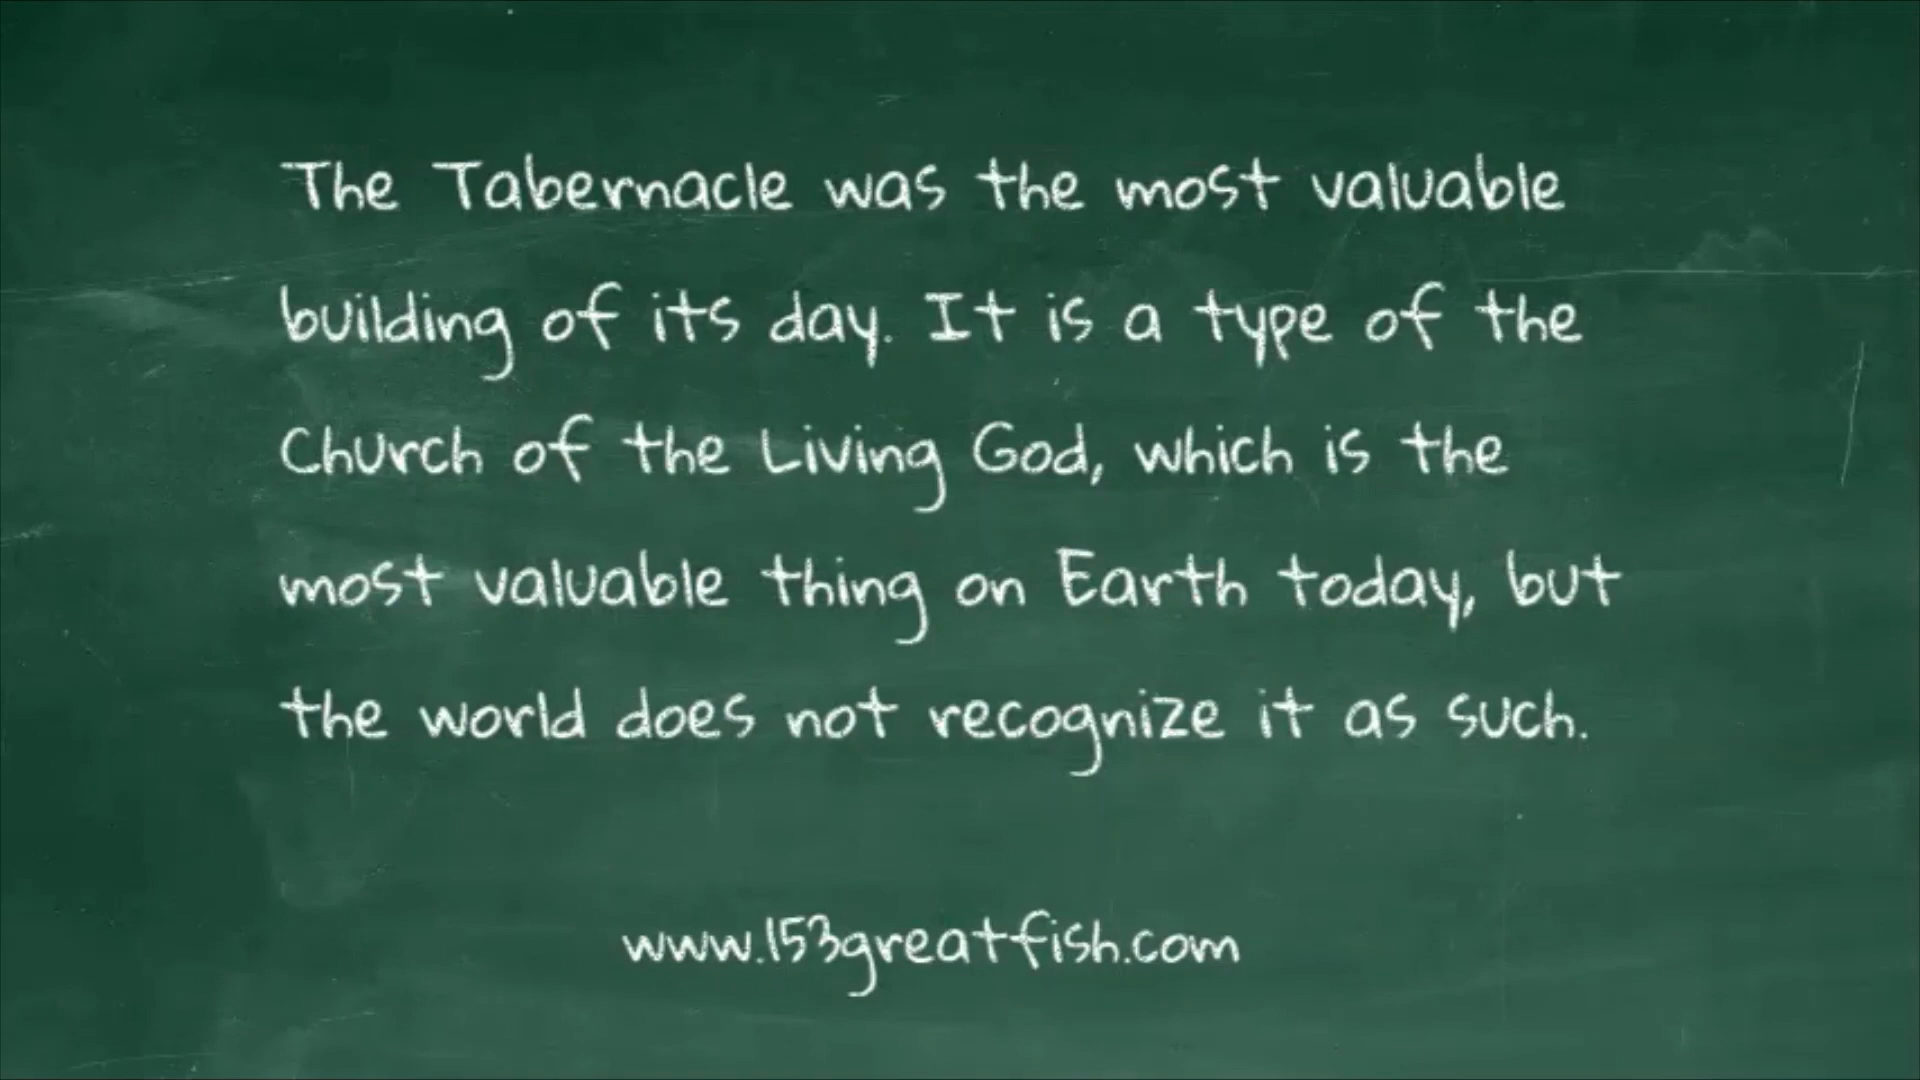 The Tabernacle was the most valuable
building of its day. It is a type of the
Church of the Living God, which is the
most valuable thing on Earth today, but
the world does not recognize it as such.
www.153greatfish.com